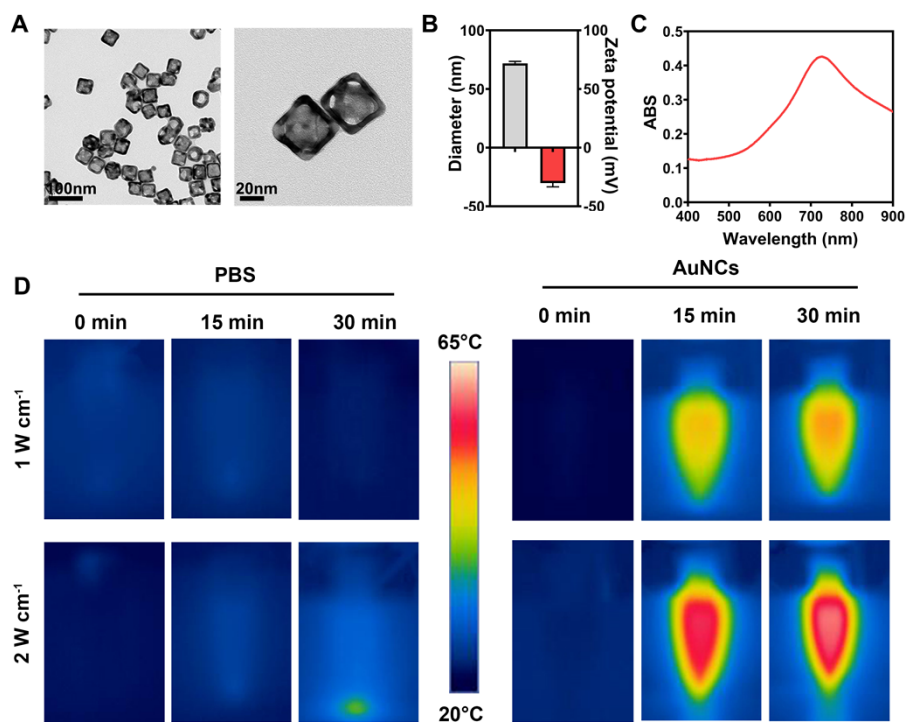 A
100nm
20nm
B
Diameter (nm)
100
50
0
-50
100
50
0
-50
Zeta potential (mV)
C
ABS
0.5
0.4
0.3
0.2
0.1
400 500 600 700 800 900
Wavelength (nm)
D
PBS
0 min 15 min 30 min
65°C
20°C
AuNCs
0 min 15 min 30 min
1 W cm⁻¹
2 W cm⁻¹